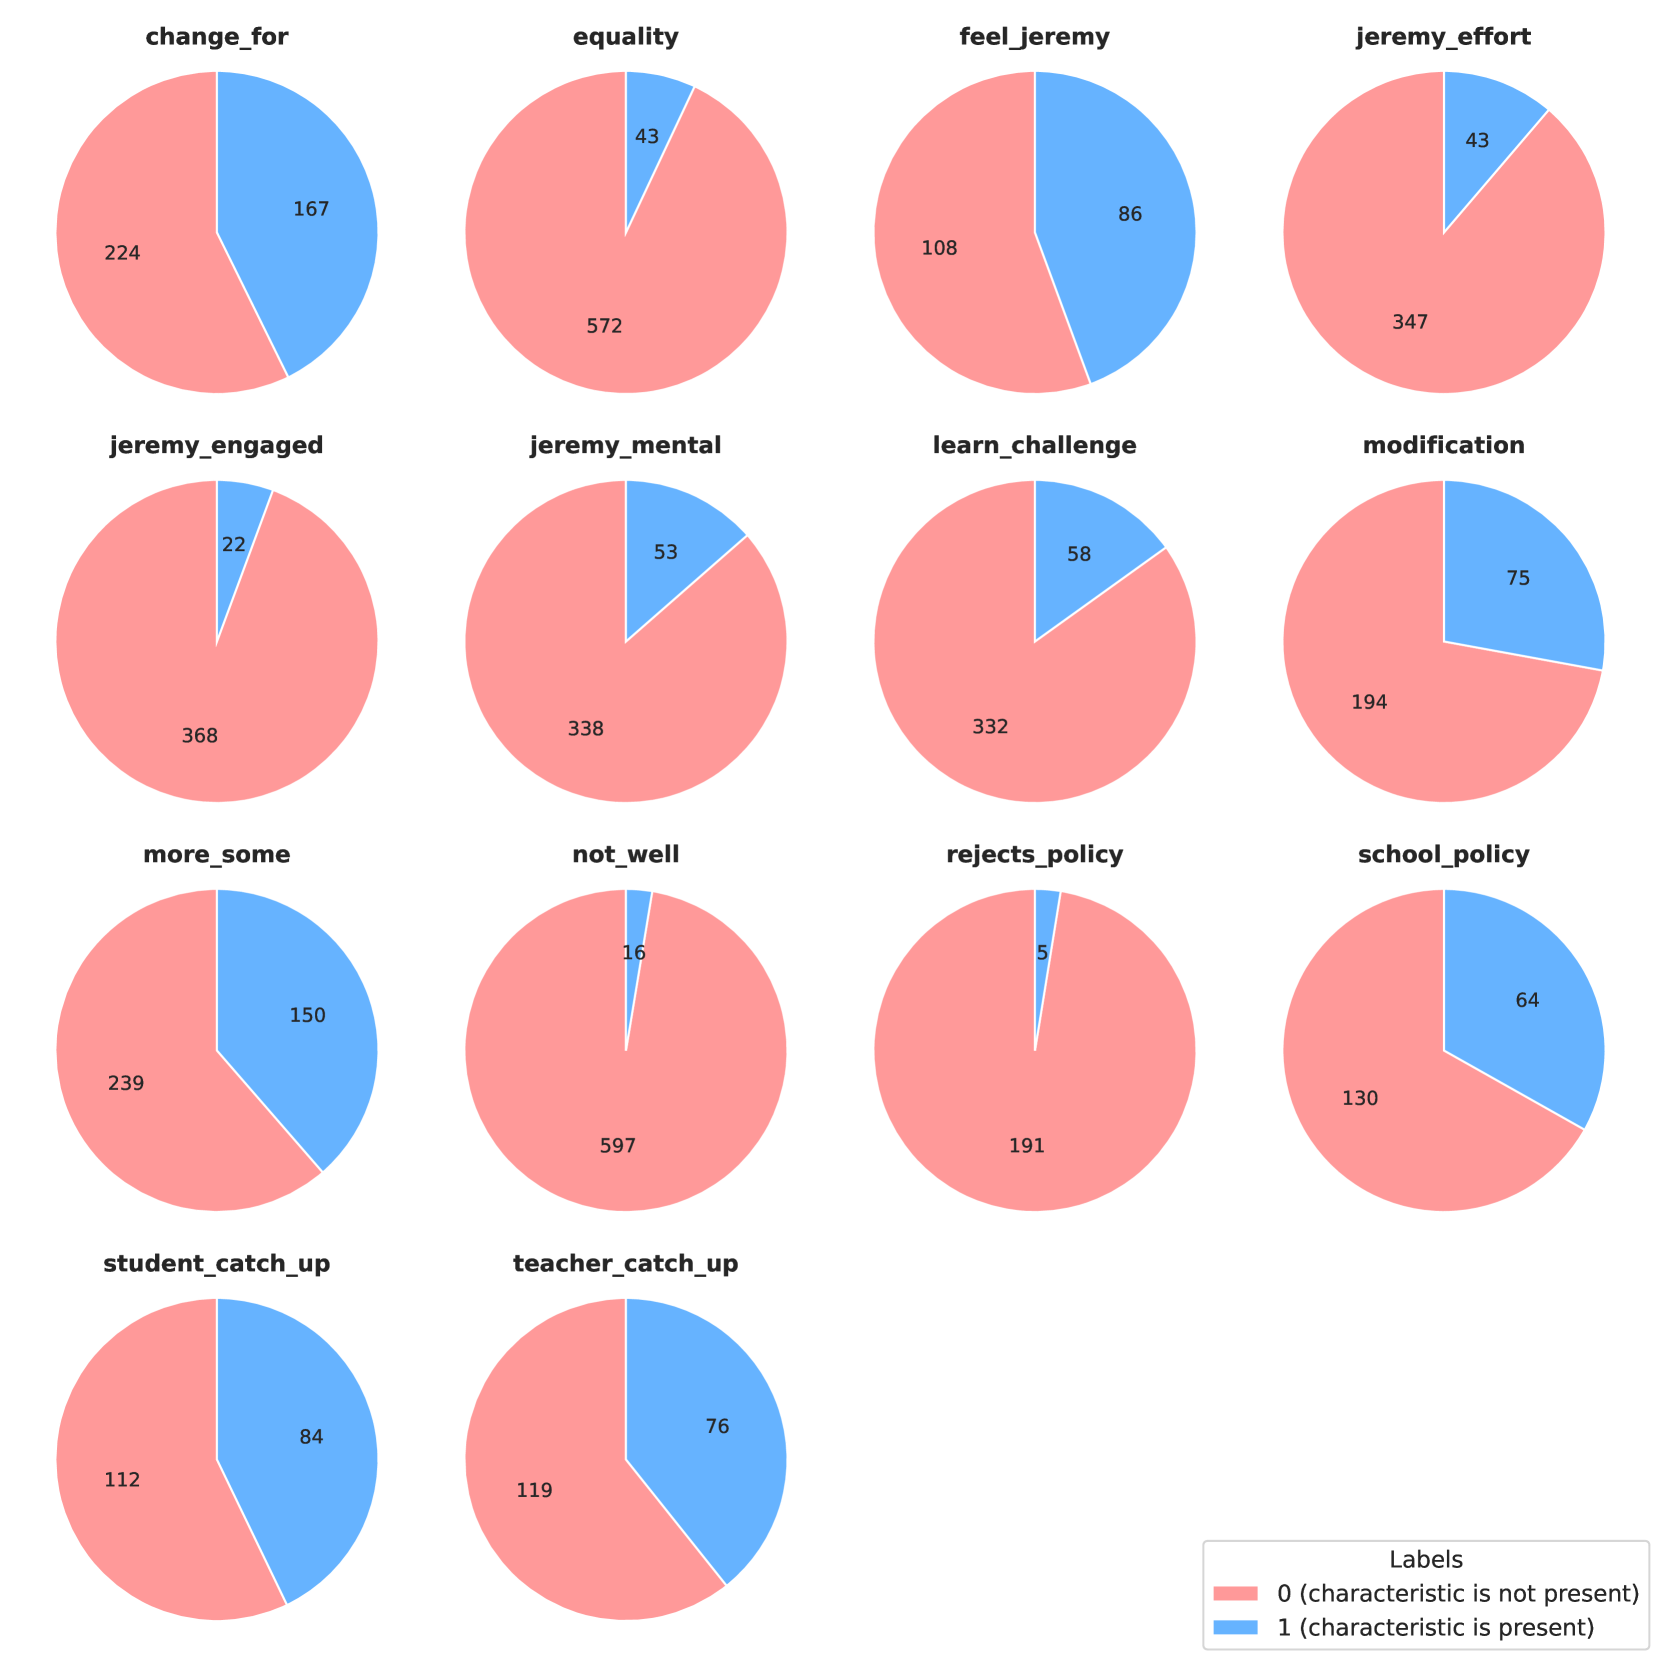 change_for
equality
feel_jeremy
jeremy_effort
167
224
43
572
86
108
43
347
jeremy_engaged
jeremy_mental
learn_challenge
modification
22
368
53
338
58
332
75
194
more_some
not_well
rejects_policy
school_policy
150
239
16
597
5
191
64
130
student_catch_up
teacher_catch_up
84
112
76
119
Labels
0 (characteristic is not present)
1 (characteristic is present)